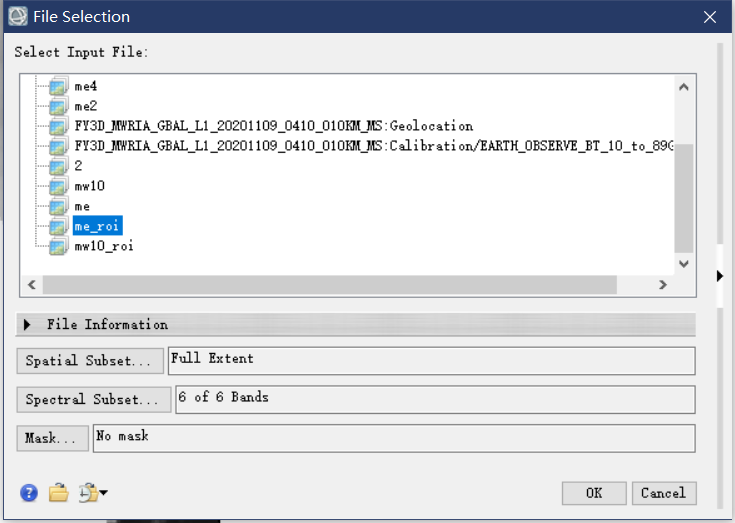 File Selection
Select Input File:
me4
me2
FY3D_MWRIA_GBAL_L1_20201109_0410_010KM_MS:Geolocation
FY3D_MWRIA_GBAL_L1_20201109_0410_010KM_MS:Calibration/EARTH_OBSERVE_BT_10_to_89G
2
mw10
me
me_roi
mw10_roi
File Information
Spatial Subset... Full Extent
Spectral Subset... 6 of 6 Bands
Mask... No mask
OK Cancel